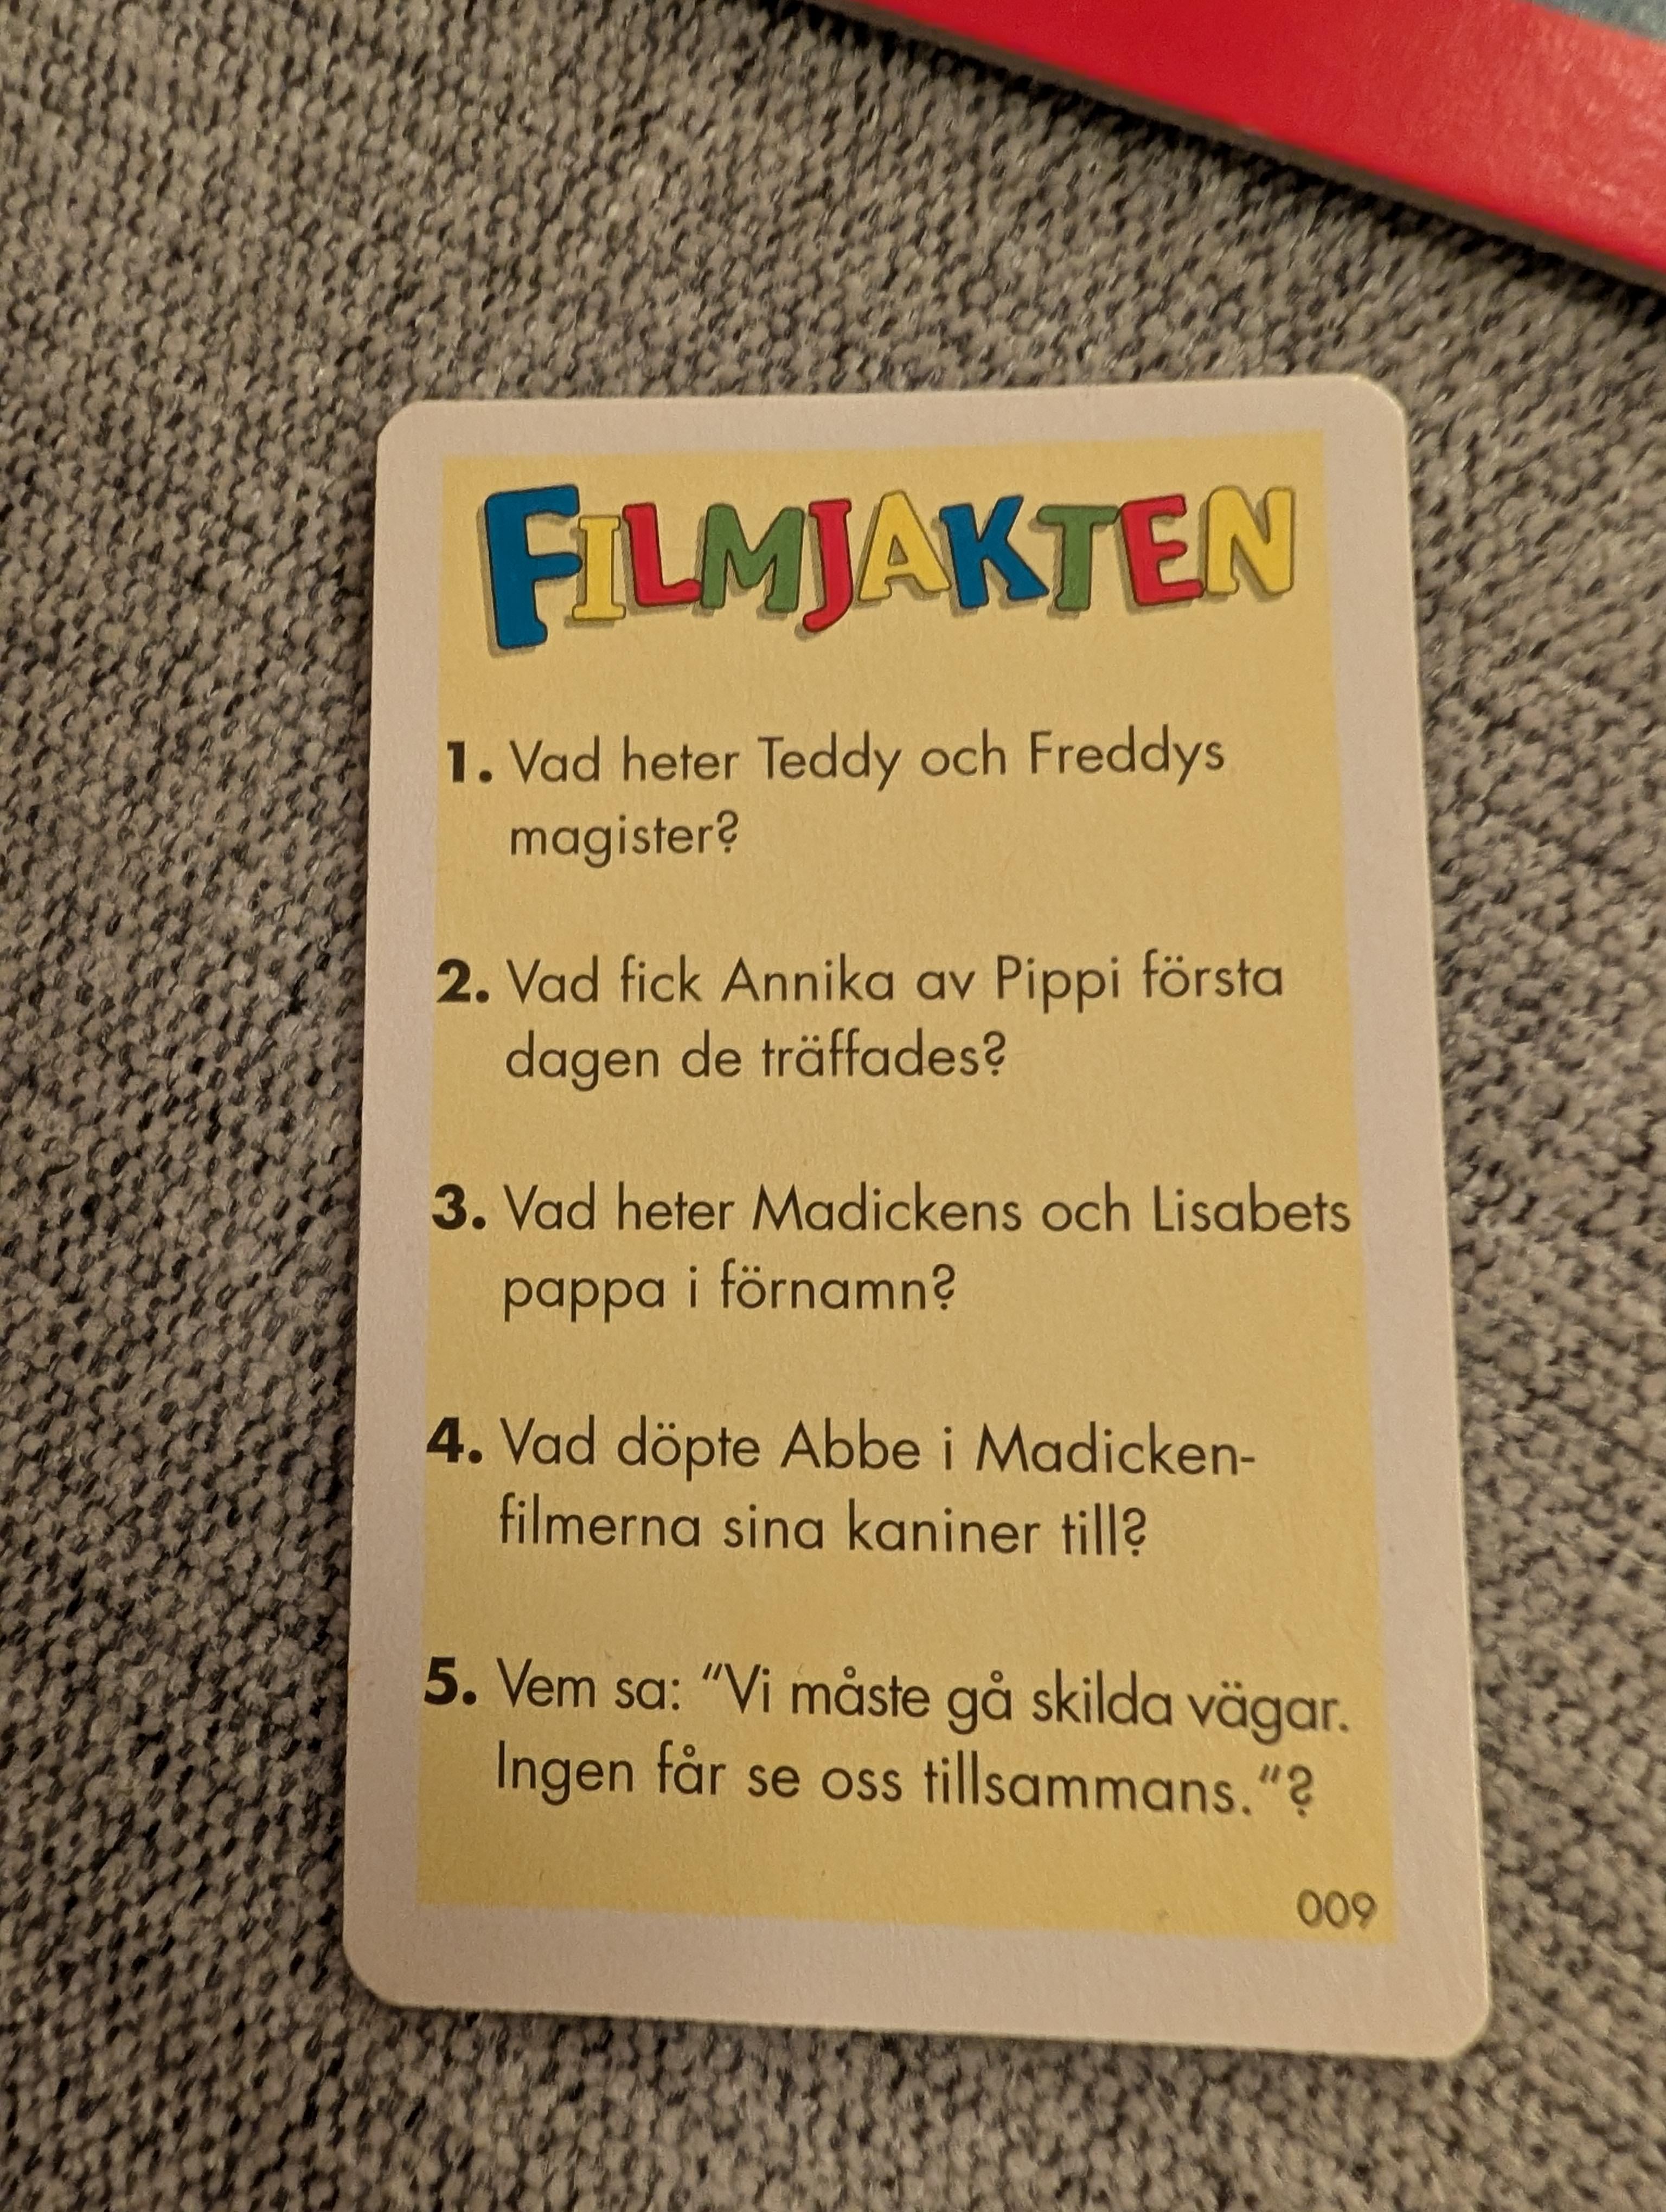 FILMJAKTEN
1. Vad heter Teddy och Freddys
magister?
2. Vad fick Annika av Pippi första
dagen de träffades?
3. Vad heter Madickens och Lisabets
pappa i förnamn?
4. Vad döpte Abbe i Madicken-
filmerna sina kaniner till?
5. Vem sa: "Vi måste gå skilda vägar.
Ingen får se oss tillsammans."?
009